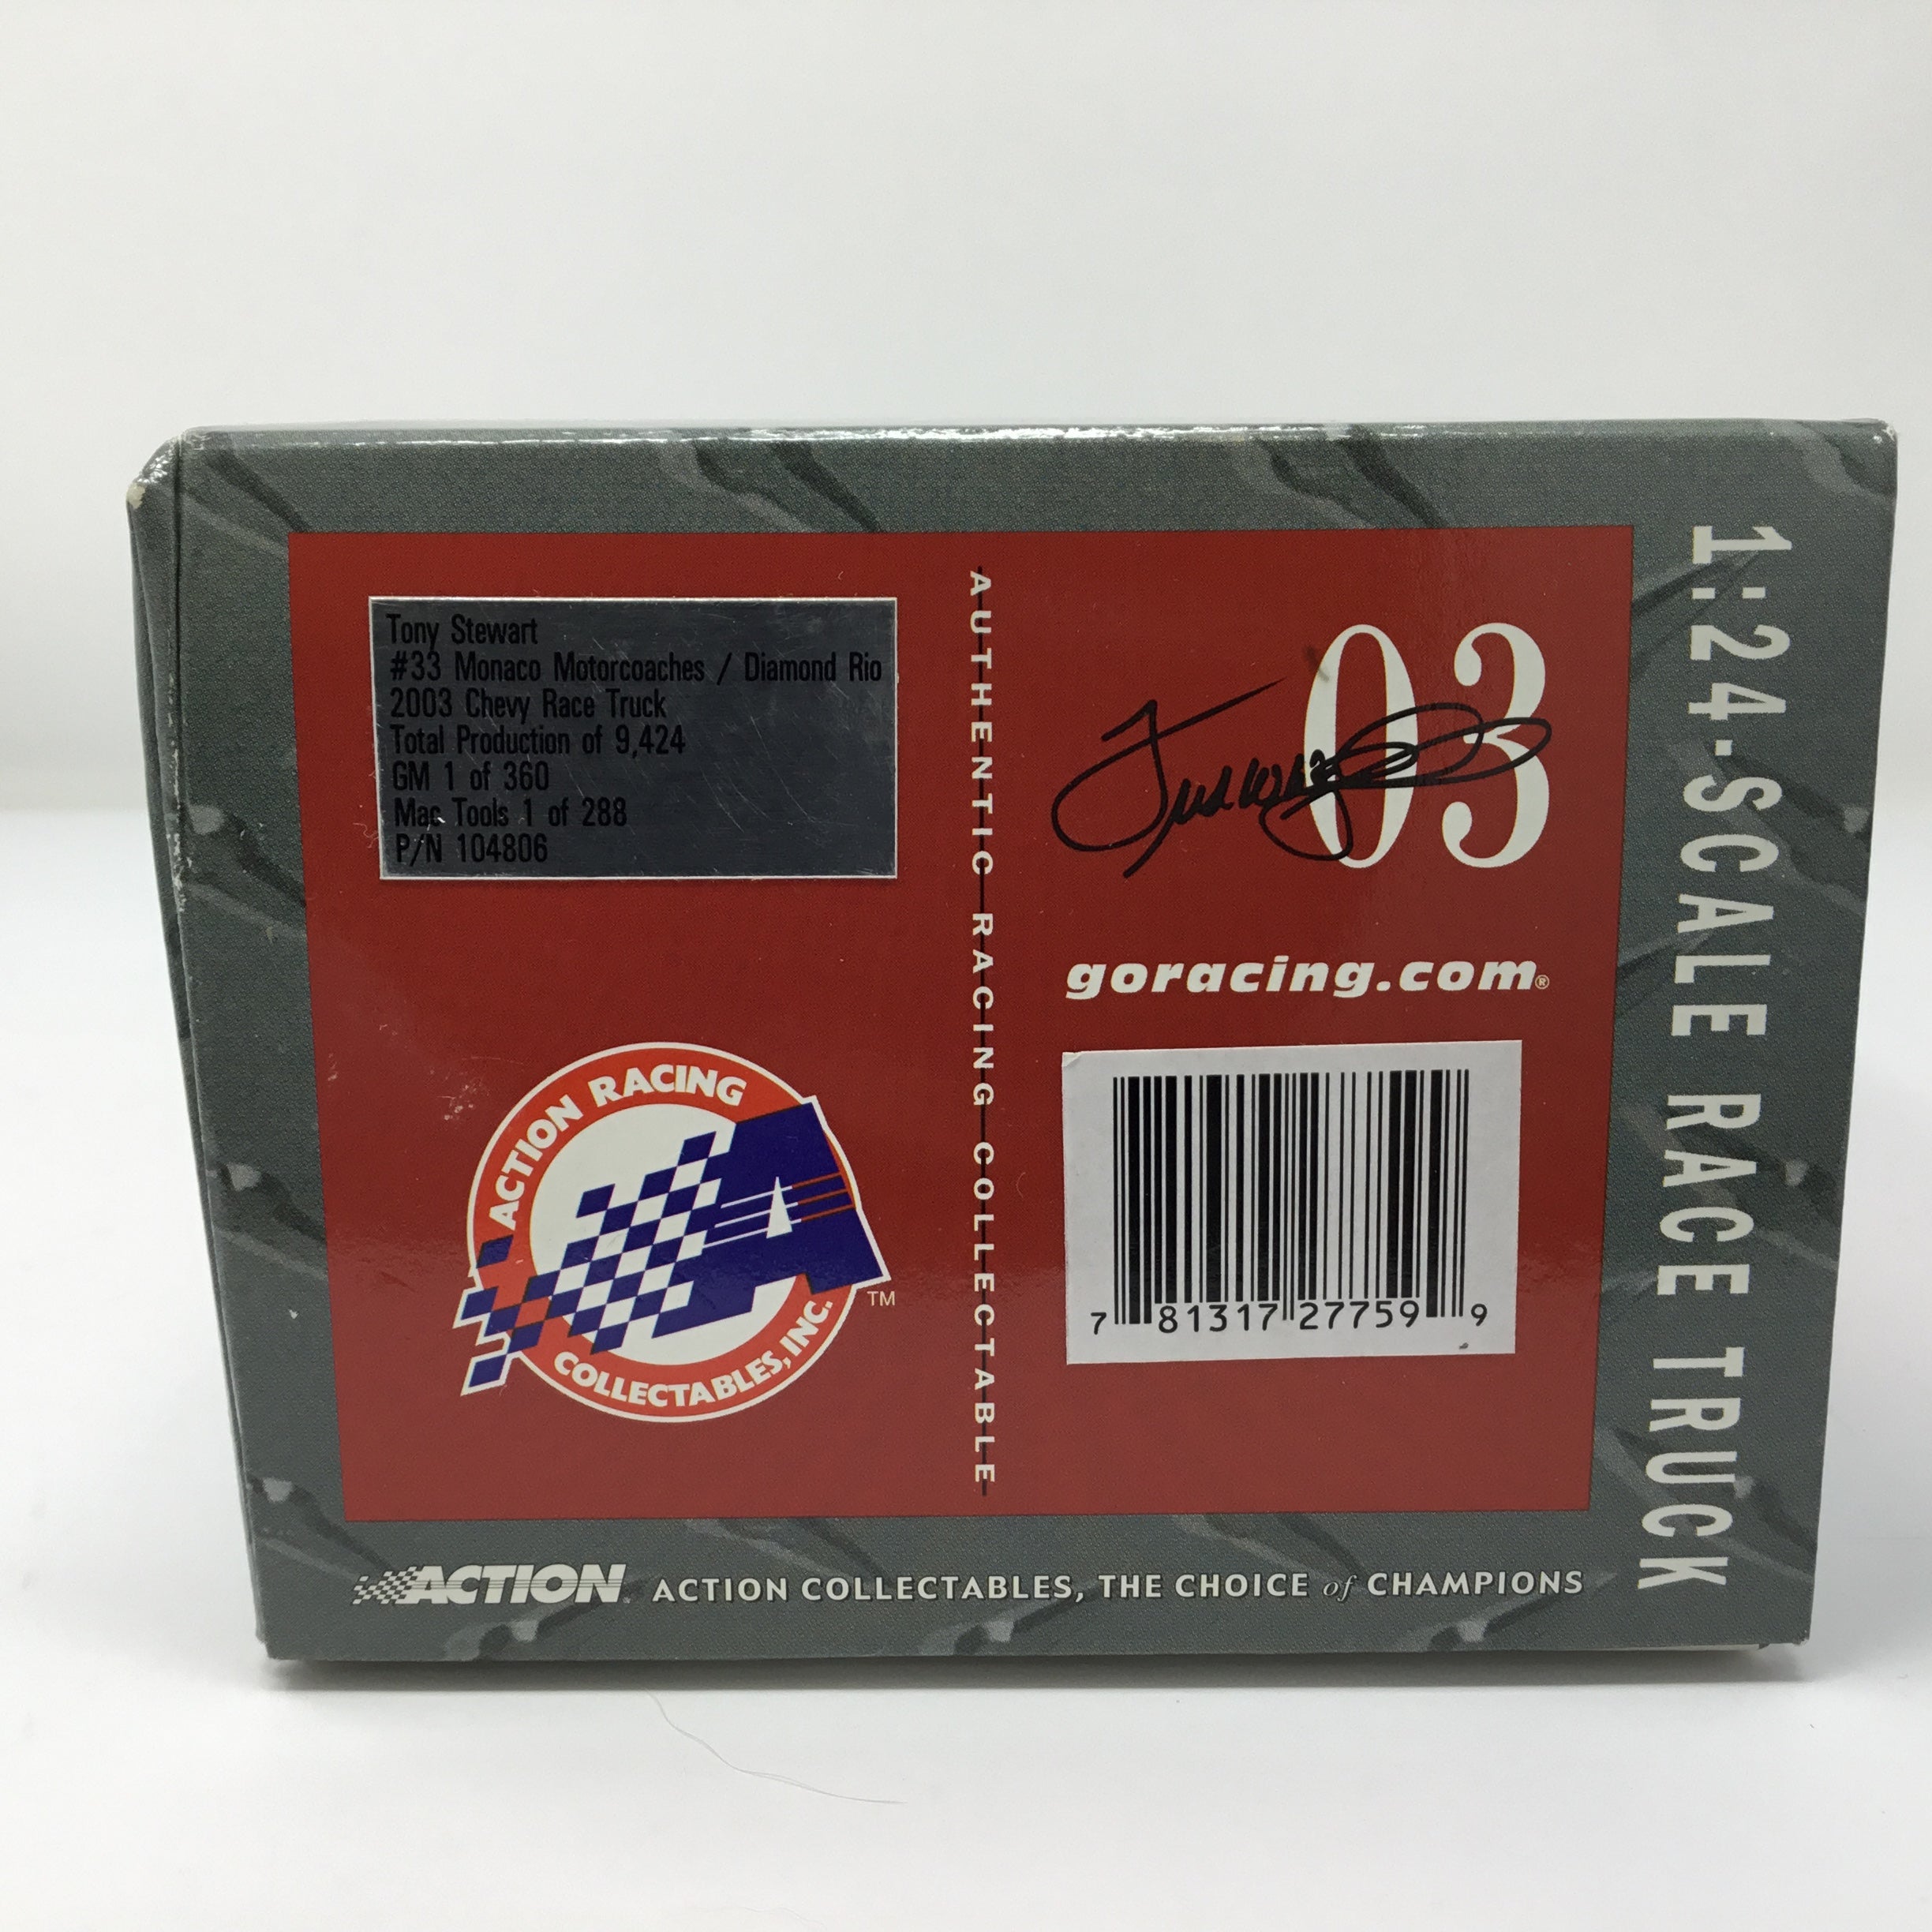 Tony Stewart
#33 Monaco Motorcoaches / Diamond Rio
2003 Chevy Race Truck
Total Production of 9,424
GM 1 of 360
Mac Tools 1 of 288
P/N 104806
AUTHENTIC RACING COLLECTABLE
03
goracing.com®
7 81317 27759 9
ACTION RACING
COLLECTABLES, INC.
TM
1:24-SCALE RACE TRUCK
ACTION ACTION COLLECTABLES, THE CHOICE of CHAMPIONS